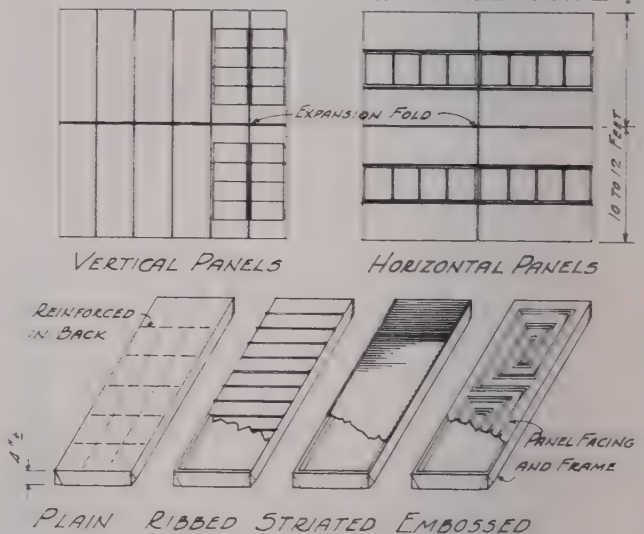 EXPANSION FOLD
10 TO 12 FEET
VERTICAL PANELS HORIZONTAL PANELS
REINFORCED
IN BACK
4"±
PANEL FACING
AND FRAME
PLAIN RIBBED STRIATED EMBOSSED